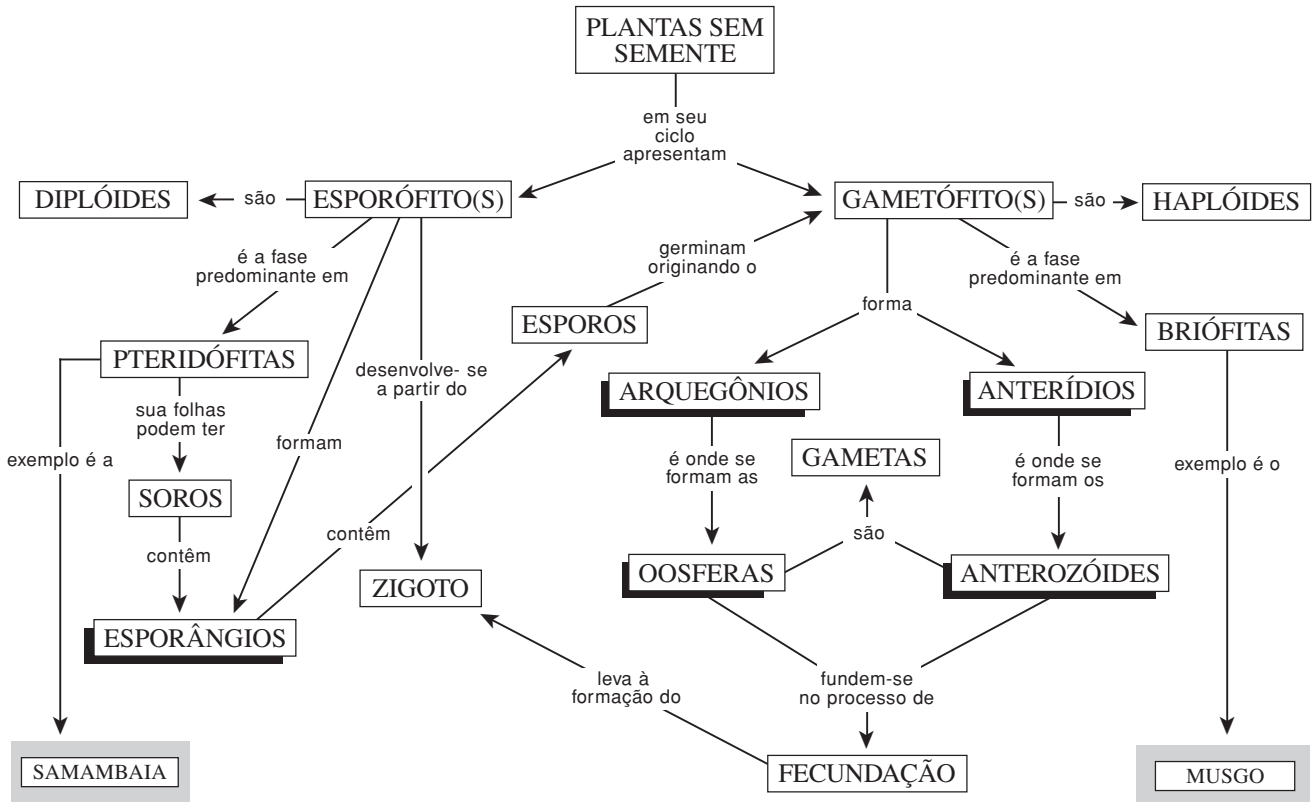 PLANTAS SEM
SEMENTE
em seu
ciclo
apresentam
DIPLÓIDES
são
ESPORÓFITO(S)
GAMETÓFITO(S)
são
HAPLÓIDES
é a fase
predominante em
germinam
originando o
é a fase
predominante em
ESPOROS
forma
BRIÓFITAS
PTERIDÓFITAS
desenvolve- se
a partir do
ARQUEGÔNIOS
ANTERÍDIOS
sua folhas
podem ter
formam
exemplo é a
é onde se
formam as
GAMETAS
é onde se
formam os
exemplo é o
SOROS
contêm
contêm
são
ZIGOTO
OOSFERAS
ANTEROZÓIDES
ESPORÂNGIOS
leva à
formação do
fundem-se
no processo de
SAMAMBAIA
FECUNDAÇÃO
MUSGO